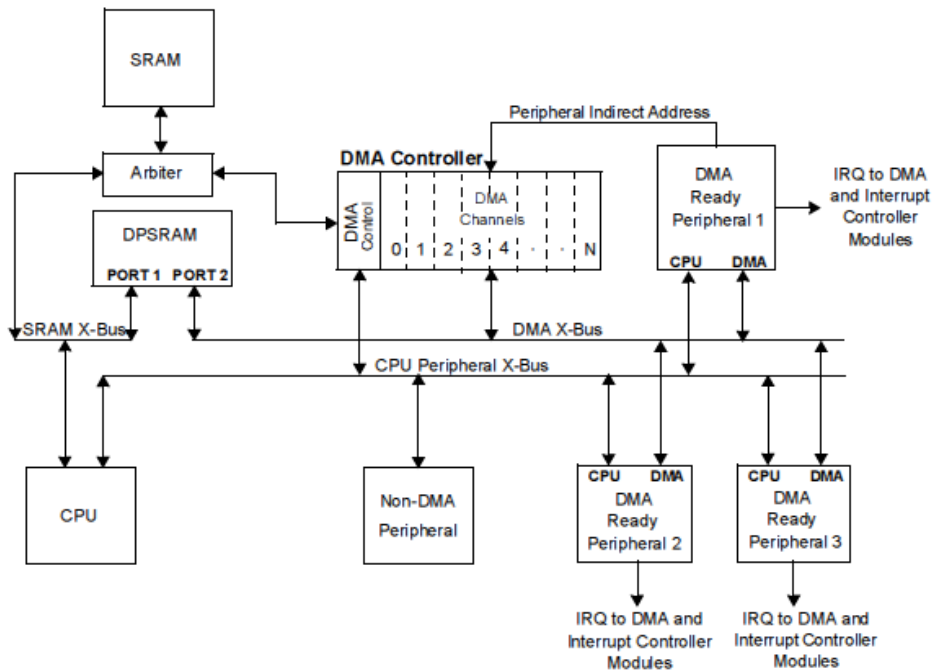 SRAM
Peripheral Indirect Address
DMA Controller
Arbiter
DMA
Control
DMA
Channels
0 1 2 3 4 · · N
DMA
Ready
Peripheral 1
CPU DMA
IRQ to DMA
and Interrupt
Controller
Modules
DPSRAM
PORT 1 PORT 2
SRAM X-Bus
DMA X-Bus
CPU Peripheral X-Bus
CPU
Non-DMA
Peripheral
CPU DMA
DMA
Ready
Peripheral 2
CPU DMA
DMA
Ready
Peripheral 3
IRQ to DMA and
Interrupt Controller
Modules
IRQ to DMA and
Interrupt Controller
Modules